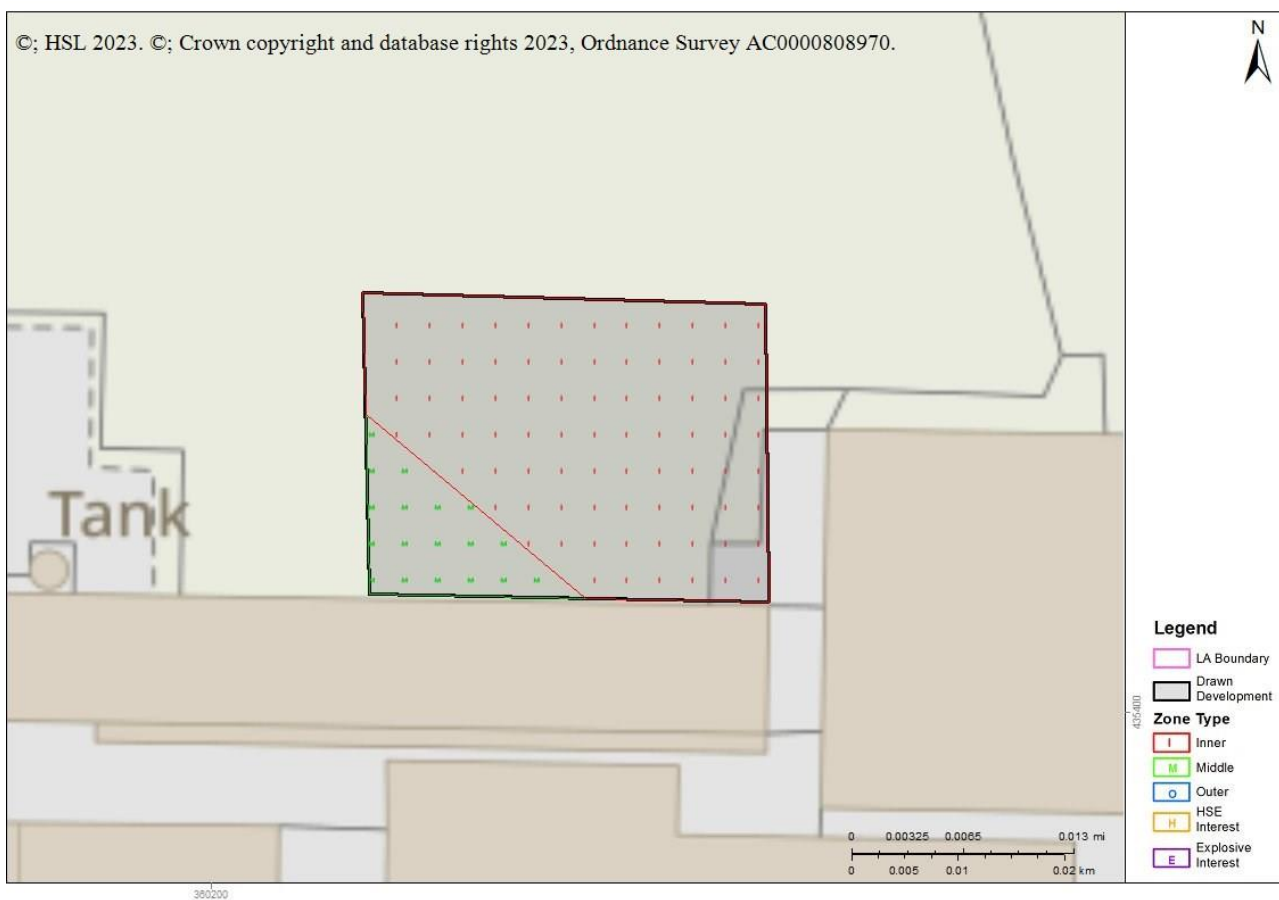 ©; HSL 2023. ©; Crown copyright and database rights 2023, Ordnance Survey AC0000808970.
N
Tank
Legend
LA Boundary
Drawn
Development
Zone Type
I Inner
M Middle
O Outer
H HSE
Interest
E Explosive
Interest
435400
0 0.00325 0.0065 0.013 mi
0 0.005 0.01 0.02 km
360200